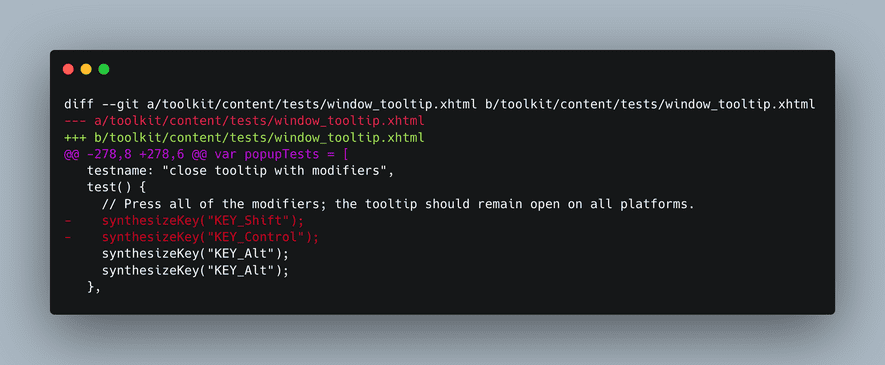 diff --git a/toolkit/content/tests/window_tooltip.xhtml b/toolkit/content/tests/window_tooltip.xhtml
--- a/toolkit/content/tests/window_tooltip.xhtml
+++ b/toolkit/content/tests/window_tooltip.xhtml
@@ -278,8 +278,6 @@ var popupTests = [
   testname: "close tooltip with modifiers",
   test() {
     // Press all of the modifiers; the tooltip should remain open on all platforms.
-    synthesizeKey("KEY_Shift");
-    synthesizeKey("KEY_Control");
     synthesizeKey("KEY_Alt");
     synthesizeKey("KEY_Alt");
   },